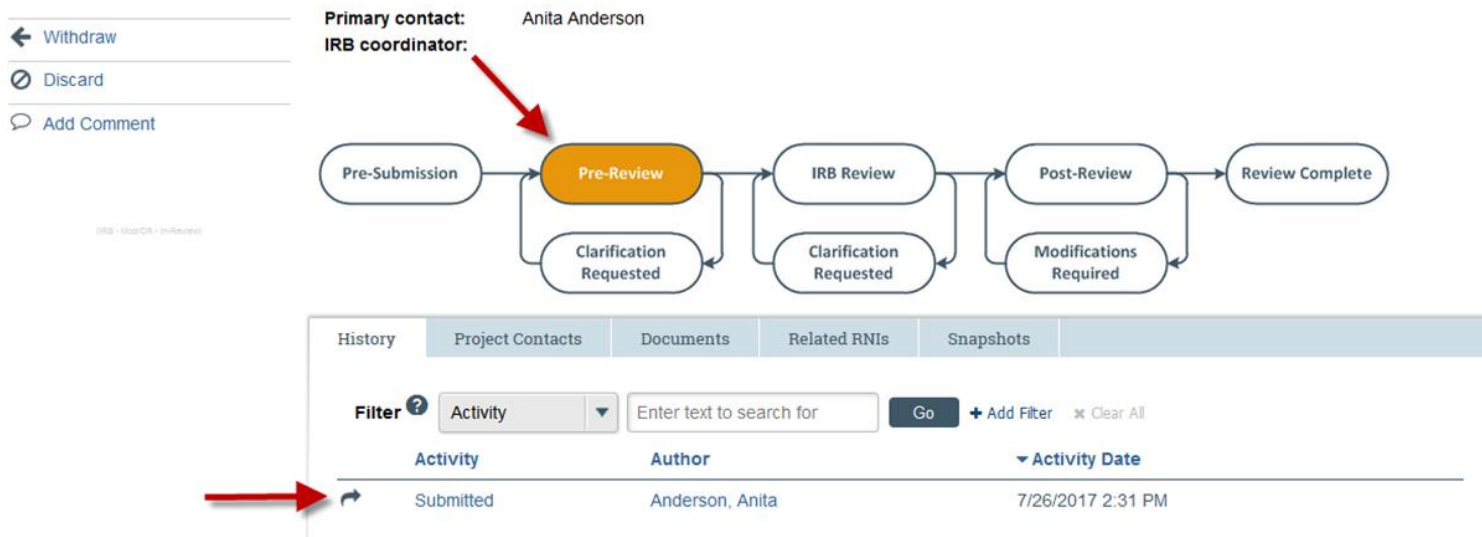 Withdraw
Discard
Add Comment
Primary contact: Anita Anderson
IRB coordinator:
Pre-Submission
Pre-Review
IRB Review
Post-Review
Review Complete
Clarification
Requested
Clarification
Requested
Modifications
Required
History Project Contacts Documents Related RNIs Snapshots
Filter ? Activity Enter text to search for Go + Add Filter × Clear All
Activity Author Activity Date
Submitted Anderson, Anita 7/26/2017 2:31 PM